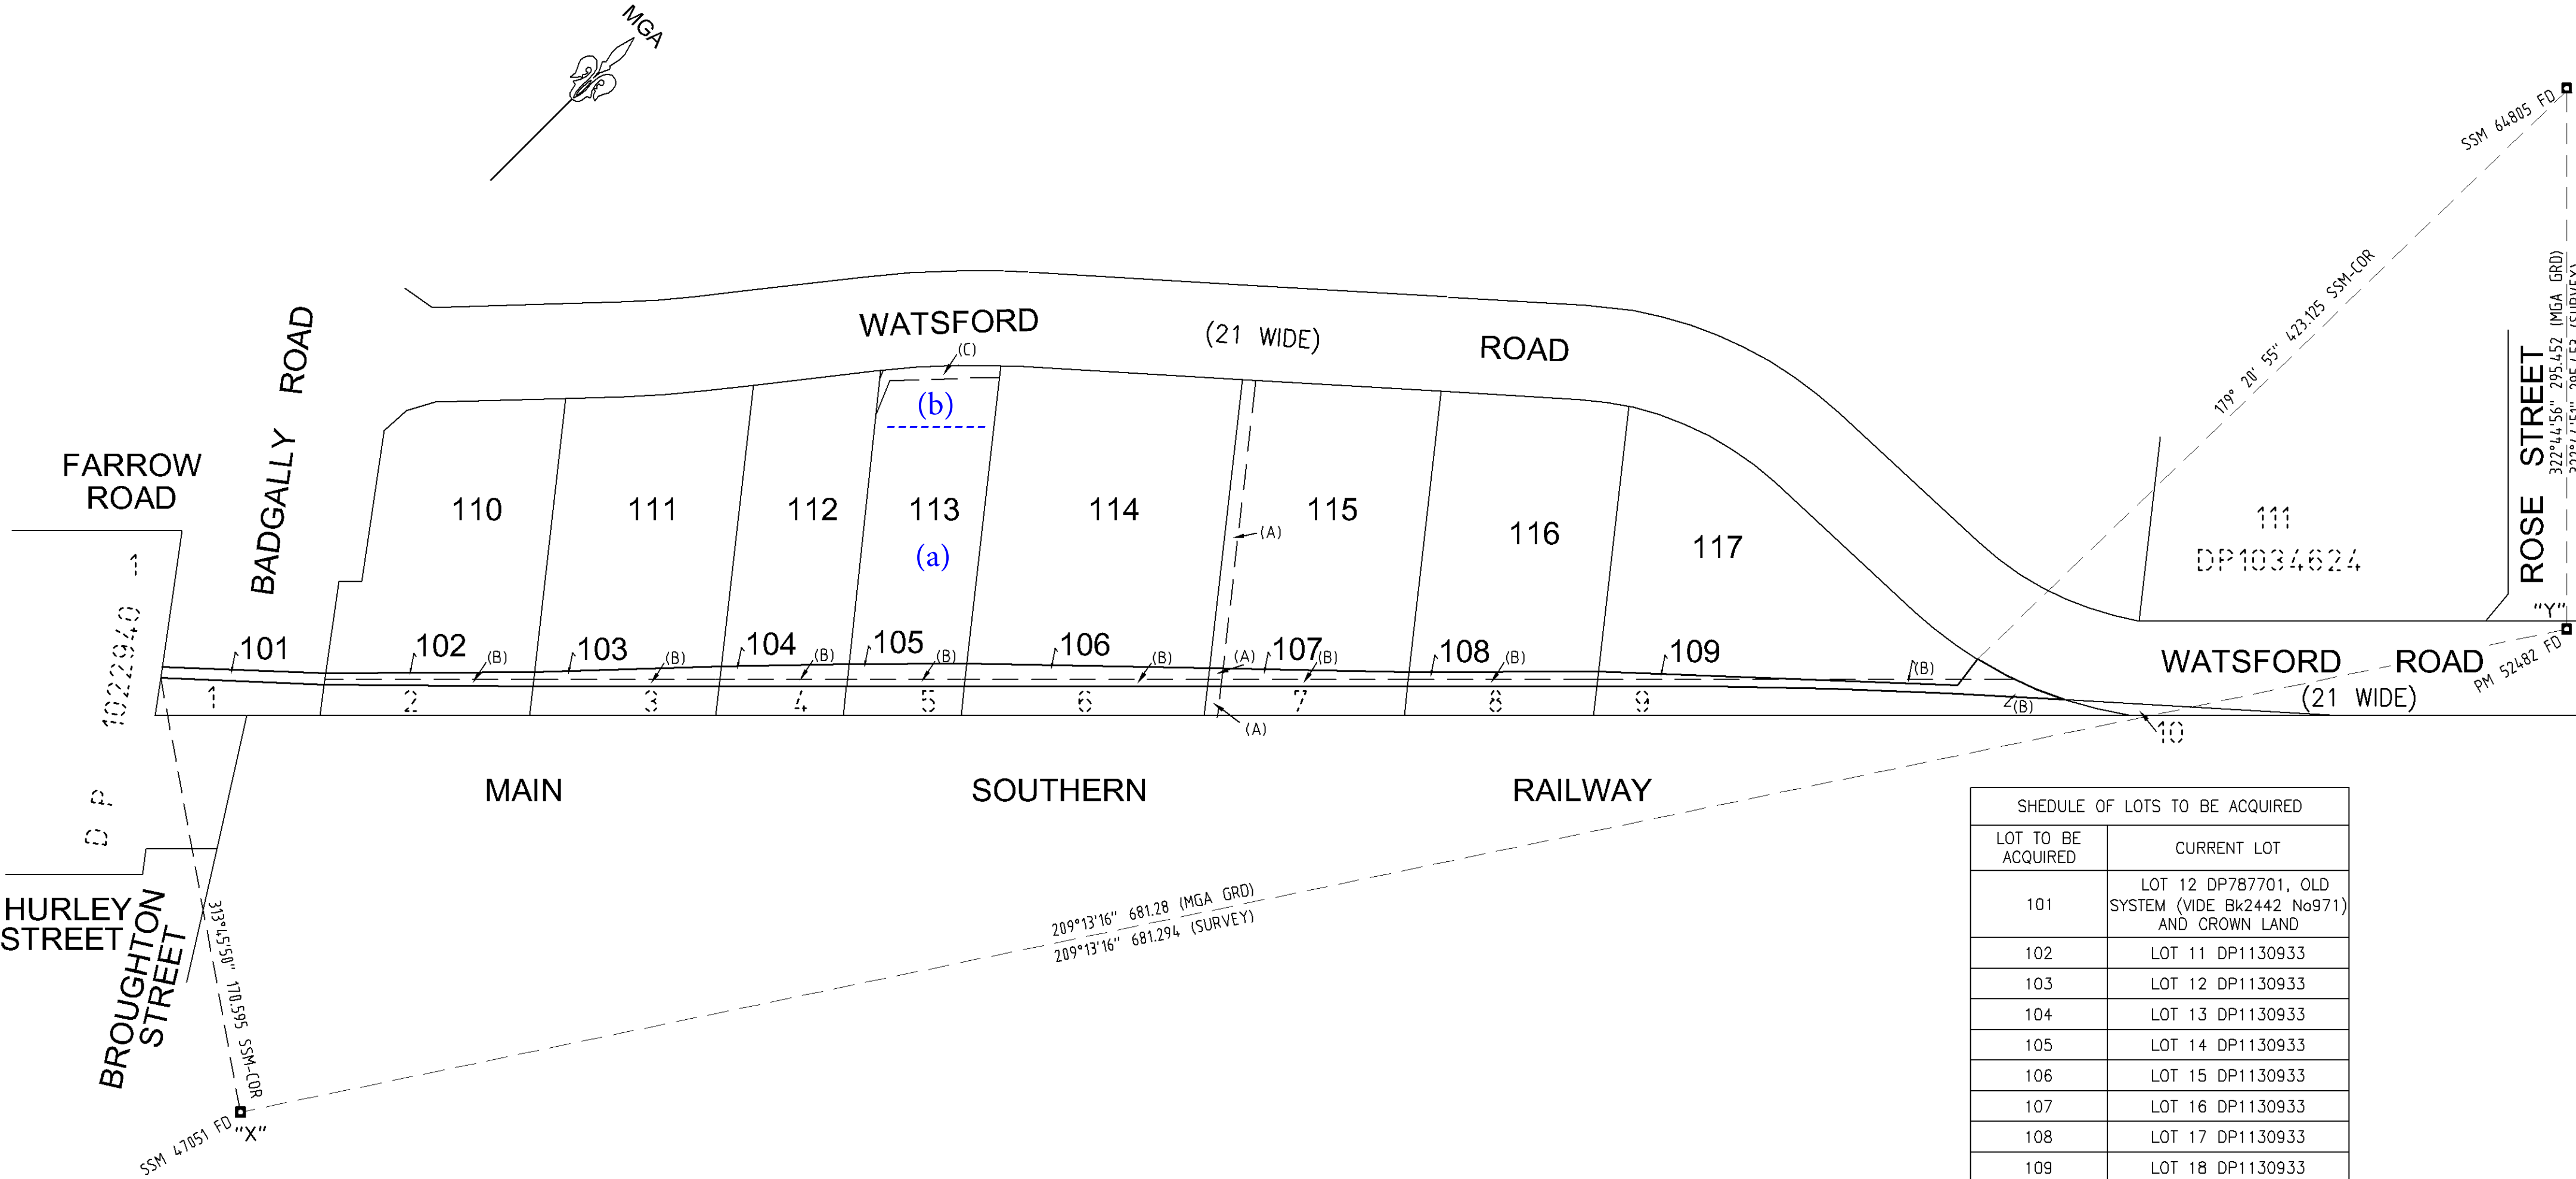 MGA
SSM 64805 FD
179° 20' 55" 423.125 SSM-COR
322°44'56" 295.452 (MGA GRD)
WATSFORD
(21 WIDE)
ROAD
(C)
(b)
BADGALLY ROAD
FARROW
ROAD
ROSE STREET
110
111
112
113
114
115
116
117
111
DP1034624
(a)
(A)
DP 1022940 1
101
102
103
104
105
106
107
108
109
(B)
(B)
(B)
(B)
(B)
(A)
(B)
(B)
(B)
"Y"
WATSFORD ROAD
PM 52482 FD
(21 WIDE)
1
2
3
4
5
6
7
8
9
(B)
10
(A)
MAIN
SOUTHERN
RAILWAY
HURLEY
STREET
BROUGHTON
STREET
313°45'50" 170.595 SSM-COR
209°13'16" 681.28 (MGA GRD)
209°13'16" 681.294 (SURVEY)
SSM 47051 FD
"X"
SHEDULE OF LOTS TO BE ACQUIRED
LOT TO BE
ACQUIRED
CURRENT LOT
101
LOT 12 DP787701, OLD
SYSTEM (VIDE Bk2442 No971)
AND CROWN LAND
102 LOT 11 DP1130933
103 LOT 12 DP1130933
104 LOT 13 DP1130933
105 LOT 14 DP1130933
106 LOT 15 DP1130933
107 LOT 16 DP1130933
108 LOT 17 DP1130933
109 LOT 18 DP1130933